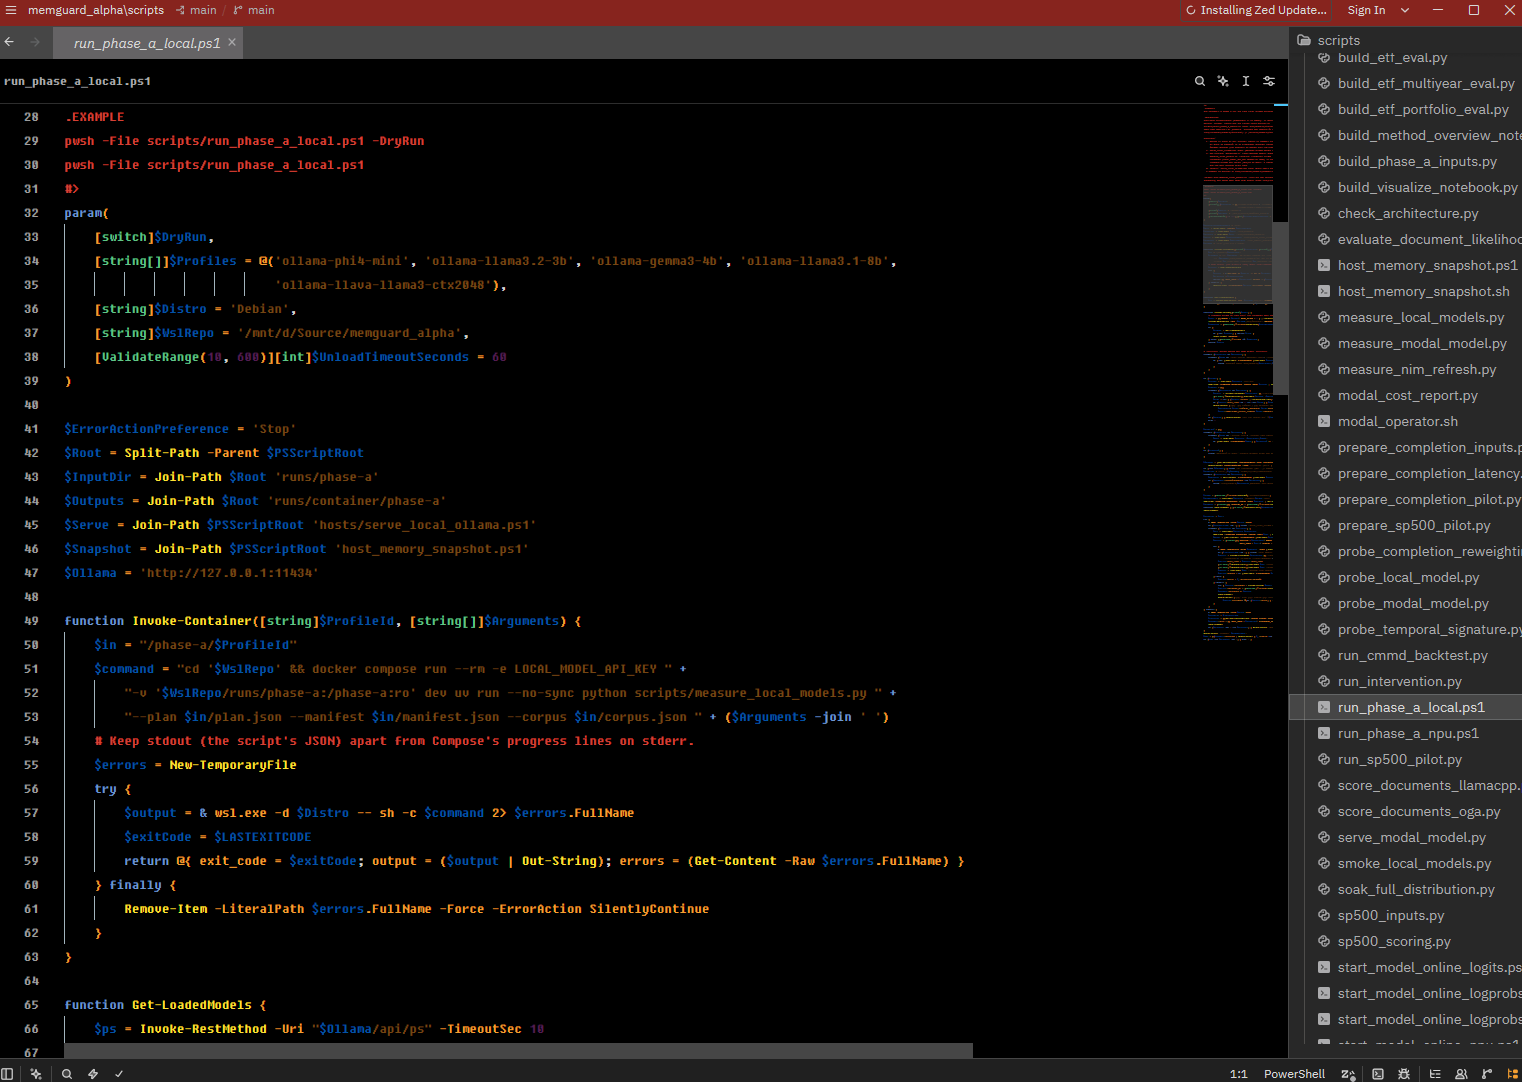 memguard_alpha\scripts main / main
Installing Zed Update... Sign In
run_phase_a_local.ps1
run_phase_a_local.ps1
28 .EXAMPLE
29 pwsh -File scripts/run_phase_a_local.ps1 -DryRun
30 pwsh -File scripts/run_phase_a_local.ps1
31 #>
32 param(
33 [switch]$DryRun,
34 [string[]]$Profiles = @('ollama-phi4-mini', 'ollama-llama3.2-3b', 'ollama-gemma3-4b', 'ollama-llama3.1-8b',
35 'ollama-llava-llama3-ctx2048'),
36 [string]$Distro = 'Debian',
37 [string]$WslRepo = '/mnt/d/Source/memguard_alpha',
38 [ValidateRange(10, 600)][int]$UnloadTimeoutSeconds = 60
39 )
40
41 $ErrorActionPreference = 'Stop'
42 $Root = Split-Path -Parent $PSScriptRoot
43 $InputDir = Join-Path $Root 'runs/phase-a'
44 $Outputs = Join-Path $Root 'runs/container/phase-a'
45 $Serve = Join-Path $PSScriptRoot 'hosts/serve_local_ollama.ps1'
46 $Snapshot = Join-Path $PSScriptRoot 'host_memory_snapshot.ps1'
47 $Ollama = 'http://127.0.0.1:11434'
48
49 function Invoke-Container([string]$ProfileId, [string[]]$Arguments) {
50 $in = "/phase-a/$ProfileId"
51 $command = "cd '$WslRepo' && docker compose run --rm -e LOCAL_MODEL_API_KEY " +
52 "-v '$WslRepo/runs/phase-a:/phase-a:ro' dev uv run --no-sync python scripts/measure_local_models.py " +
53 "--plan $in/plan.json --manifest $in/manifest.json --corpus $in/corpus.json " + ($Arguments -join ' ')
54 # Keep stdout (the script's JSON) apart from Compose's progress lines on stderr.
55 $errors = New-TemporaryFile
56 try {
57 $output = & wsl.exe -d $Distro -- sh -c $command 2> $errors.FullName
58 $exitCode = $LASTEXITCODE
59 return @{ exit_code = $exitCode; output = ($output | Out-String); errors = (Get-Content -Raw $errors.FullName) }
60 } finally {
61 Remove-Item -LiteralPath $errors.FullName -Force -ErrorAction SilentlyContinue
62 }
63 }
64
65 function Get-LoadedModels {
66 $ps = Invoke-RestMethod -Uri "$Ollama/api/ps" -TimeoutSec 10
67
scripts
build_etf_eval.py
build_etf_multiyear_eval.py
build_etf_portfolio_eval.py
build_method_overview_note
build_phase_a_inputs.py
build_visualize_notebook.py
check_architecture.py
evaluate_document_likelihoo
host_memory_snapshot.ps1
host_memory_snapshot.sh
measure_local_models.py
measure_modal_model.py
measure_nim_refresh.py
modal_cost_report.py
modal_operator.sh
prepare_completion_inputs.p
prepare_completion_latency.
prepare_completion_pilot.py
prepare_sp500_pilot.py
probe_completion_reweighti
probe_local_model.py
probe_modal_model.py
probe_temporal_signature.py
run_cmmd_backtest.py
run_intervention.py
run_phase_a_local.ps1
run_phase_a_npu.ps1
run_sp500_pilot.py
score_documents_llamacpp.
score_documents_oga.py
serve_modal_model.py
smoke_local_models.py
soak_full_distribution.py
sp500_inputs.py
sp500_scoring.py
start_model_online_logits.ps
start_model_online_logprobs
start_model_online_logprobs
1:1 PowerShell